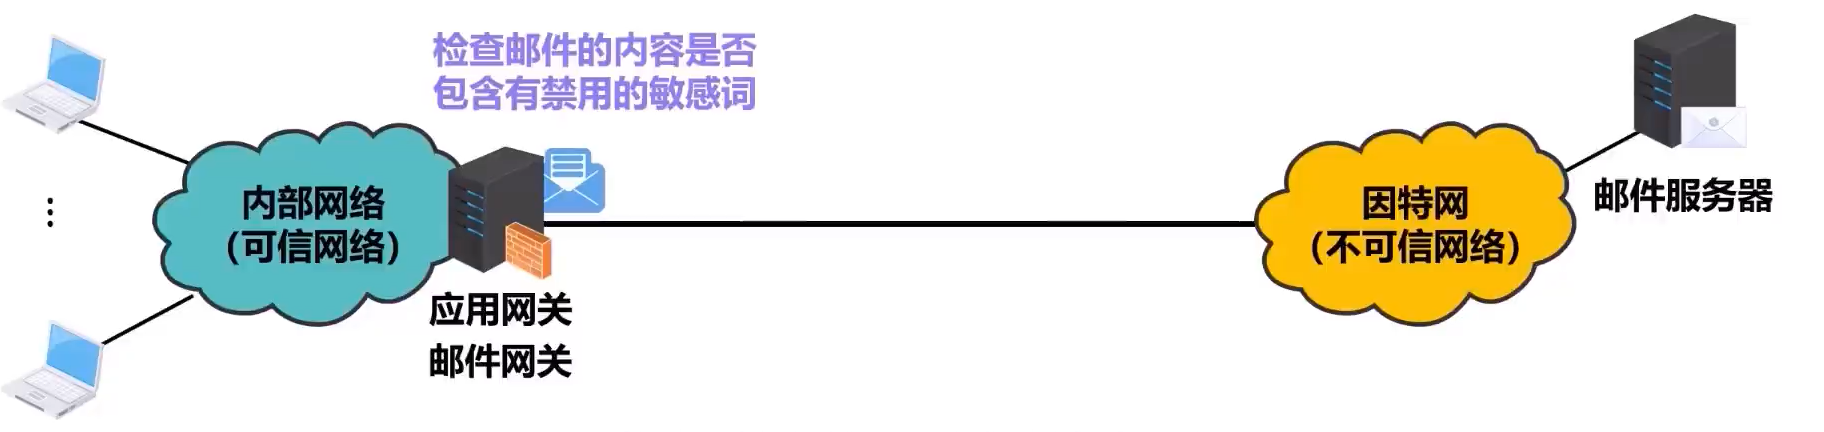 检查邮件的内容是否
包含有禁用的敏感词
内部网络
（可信网络）
应用网关
邮件网关
因特网
（不可信网络）
邮件服务器